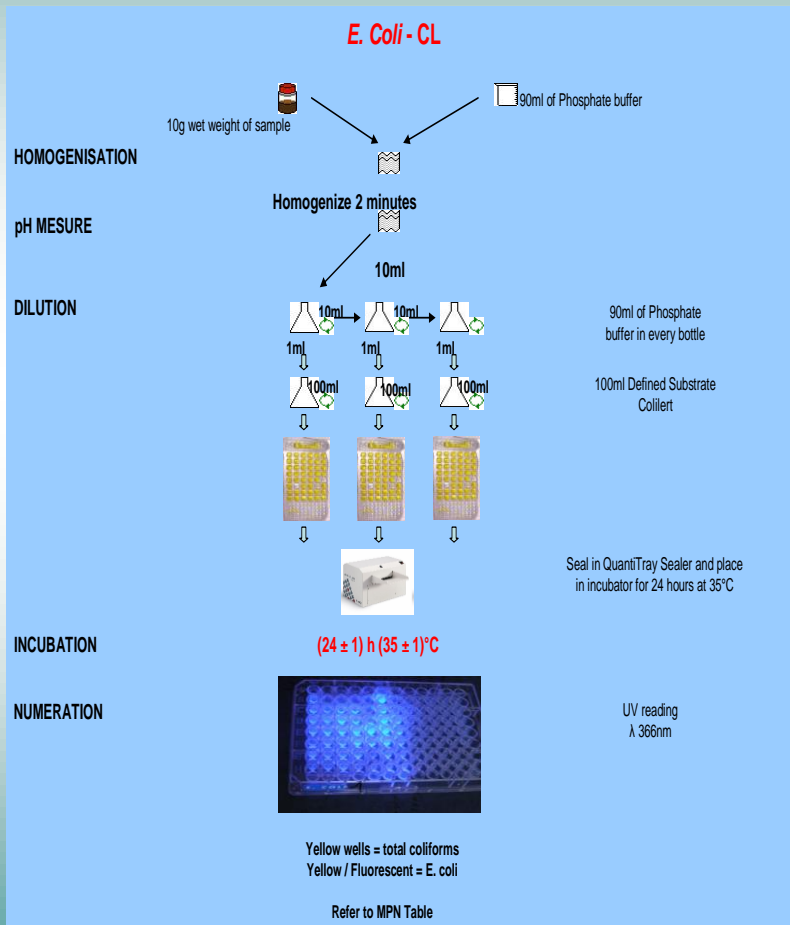 E. Coli - CL
10g wet weight of sample
90ml of Phosphate buffer
HOMOGENISATION
Homogenize 2 minutes
pH MESURE
10ml
DILUTION
10ml
10ml
90ml of Phosphate
buffer in every bottle
1ml
1ml
1ml
100ml
100ml
100ml
100ml Defined Substrate
Colilert
Seal in QuantiTray Sealer and place
in incubator for 24 hours at 35°C
INCUBATION
(24 ± 1) h (35 ± 1)°C
NUMERATION
UV reading
λ 366nm
Yellow wells = total coliforms
Yellow / Fluorescent = E. coli
Refer to MPN Table